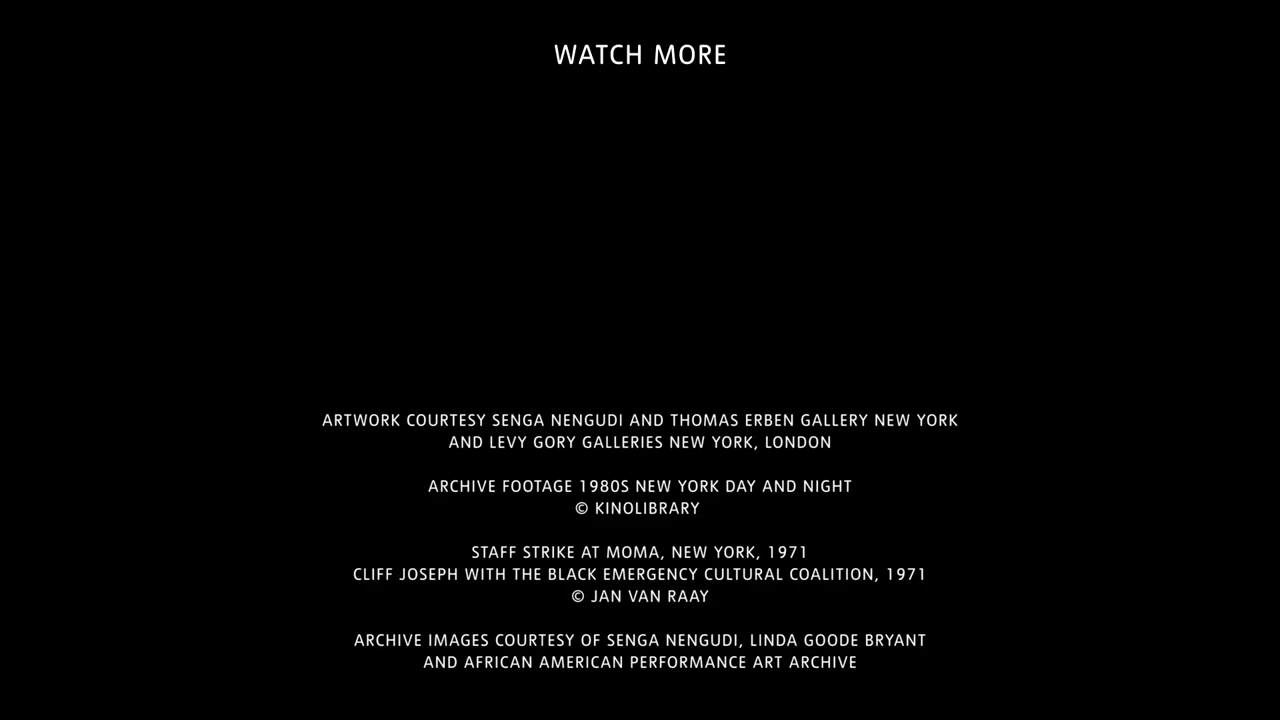 WATCH MORE
ARTWORK COURTESY SENGA NENGUDI AND THOMAS ERBEN GALLERY NEW YORK
AND LEVY GORY GALLERIES NEW YORK, LONDON
ARCHIVE FOOTAGE 1980S NEW YORK DAY AND NIGHT
© KINOLIBRARY
STAFF STRIKE AT MOMA, NEW YORK, 1971
CLIFF JOSEPH WITH THE BLACK EMERGENCY CULTURAL COALITION, 1971
© JAN VAN RAAY
ARCHIVE IMAGES COURTESY OF SENGA NENGUDI, LINDA GOODE BRYANT
AND AFRICAN AMERICAN PERFORMANCE ART ARCHIVE